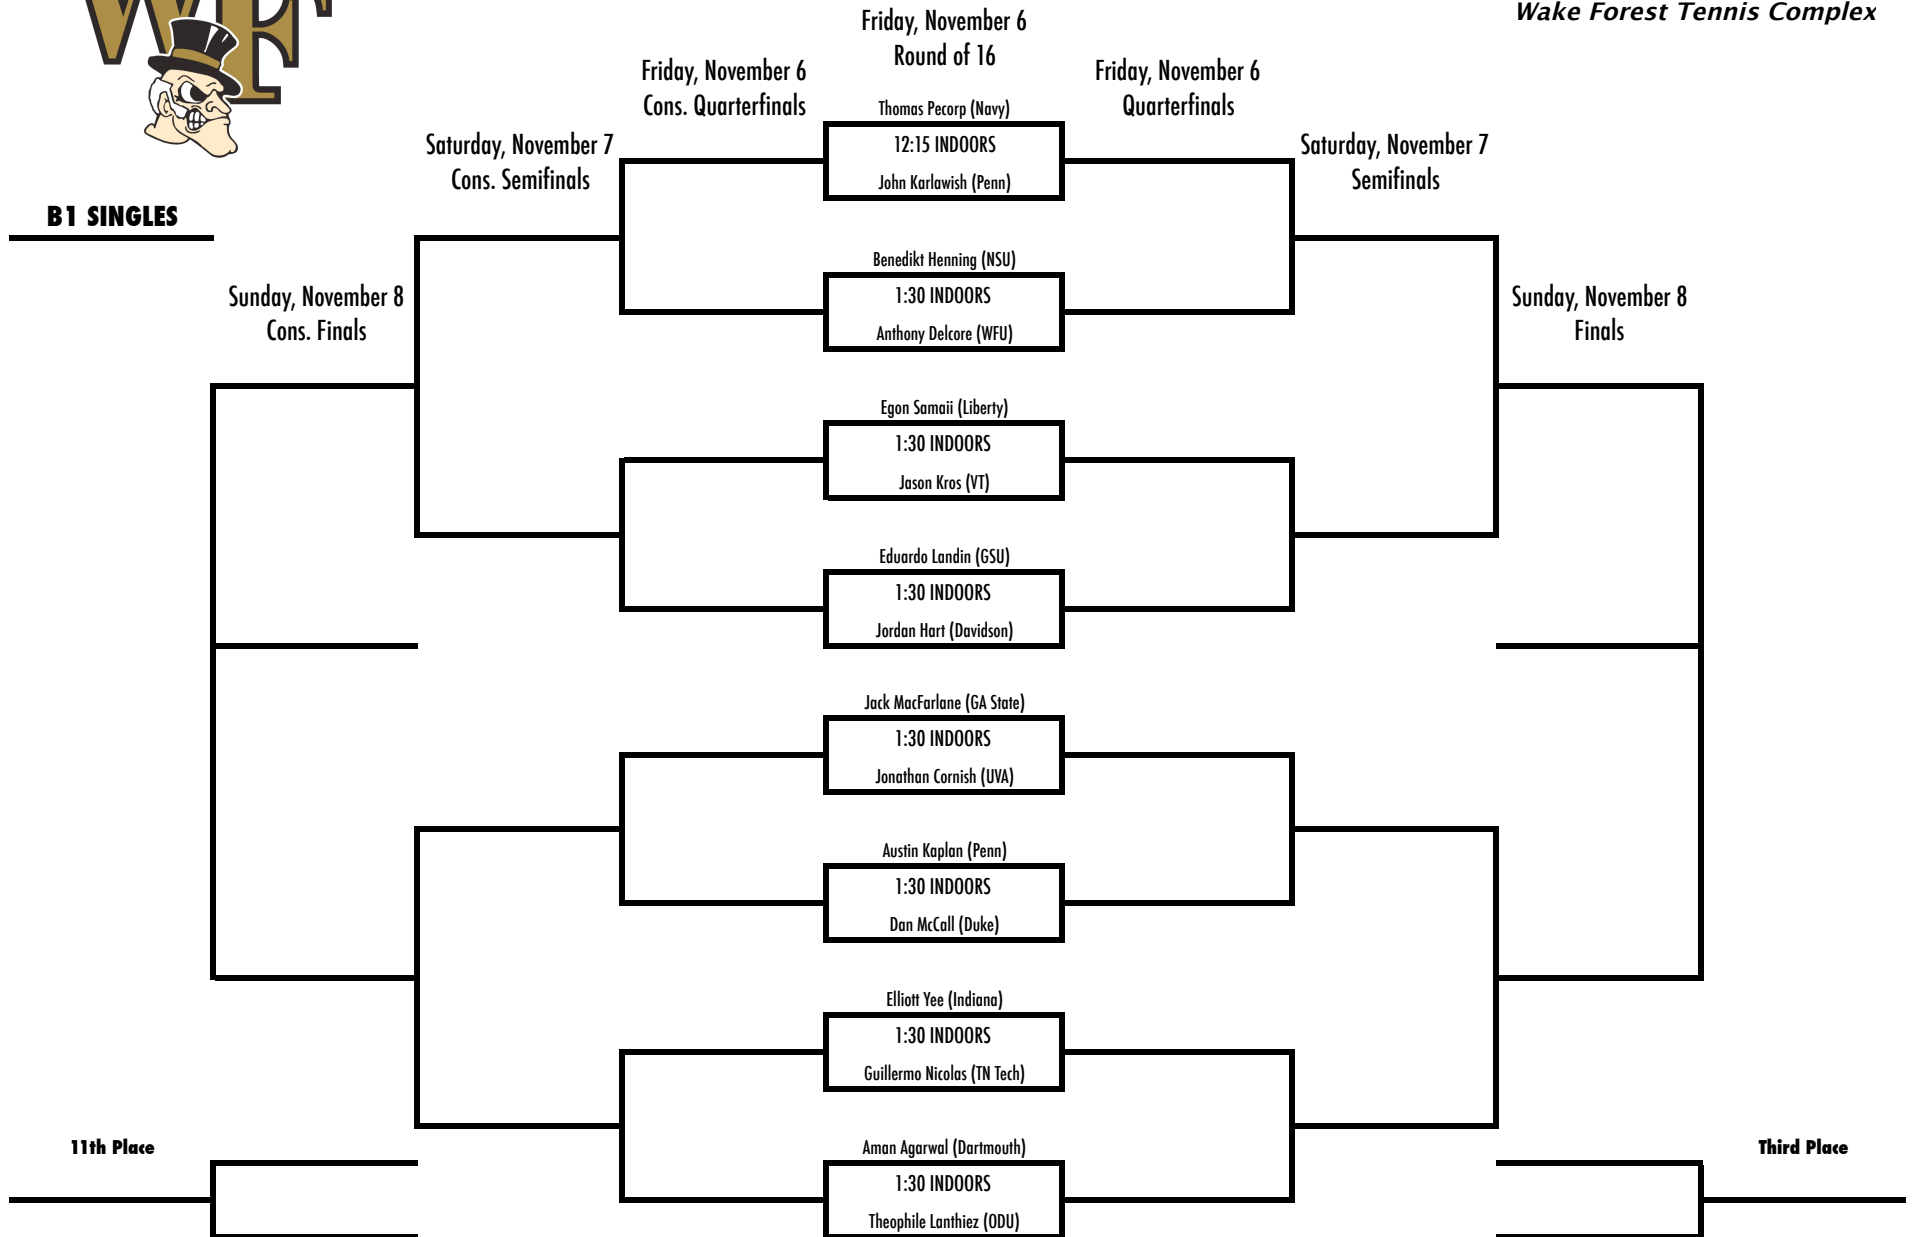 WF
Wake Forest Tennis Complex
Friday, November 6
Round of 16
Friday, November 6
Cons. Quarterfinals
Friday, November 6
Quarterfinals
Saturday, November 7
Cons. Semifinals
Saturday, November 7
Semifinals
B1 SINGLES
Sunday, November 8
Cons. Finals
Sunday, November 8
Finals
Thomas Pecorp (Navy)
12:15 INDOORS
John Karlawish (Penn)
Benedikt Henning (NSU)
1:30 INDOORS
Anthony Delcore (WFU)
Egon Samaii (Liberty)
1:30 INDOORS
Jason Kros (VT)
Eduardo Landin (GSU)
1:30 INDOORS
Jordan Hart (Davidson)
Jack MacFarlane (GA State)
1:30 INDOORS
Jonathan Cornish (UVA)
Austin Kaplan (Penn)
1:30 INDOORS
Dan McCall (Duke)
Elliott Yee (Indiana)
1:30 INDOORS
Guillermo Nicolas (TN Tech)
Aman Agarwal (Dartmouth)
1:30 INDOORS
Theophile Lanthiez (ODU)
11th Place
Third Place